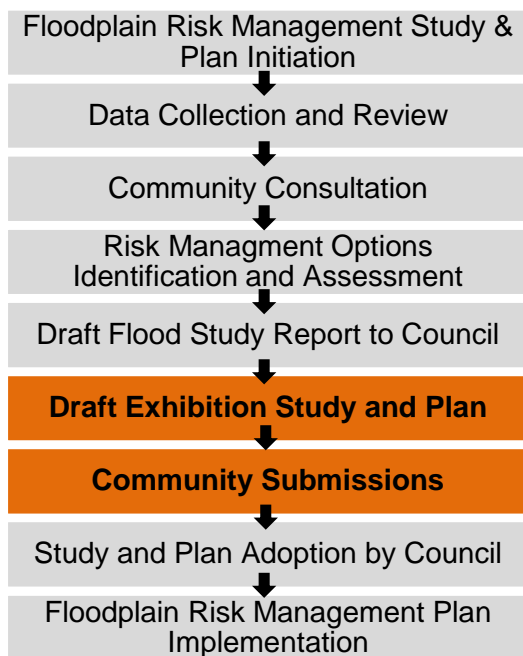 Floodplain Risk Management Study &
Plan Initiation
Data Collection and Review
Community Consultation
Risk Managment Options
Identification and Assessment
Draft Flood Study Report to Council
Draft Exhibition Study and Plan
Community Submissions
Study and Plan Adoption by Council
Floodplain Risk Management Plan
Implementation